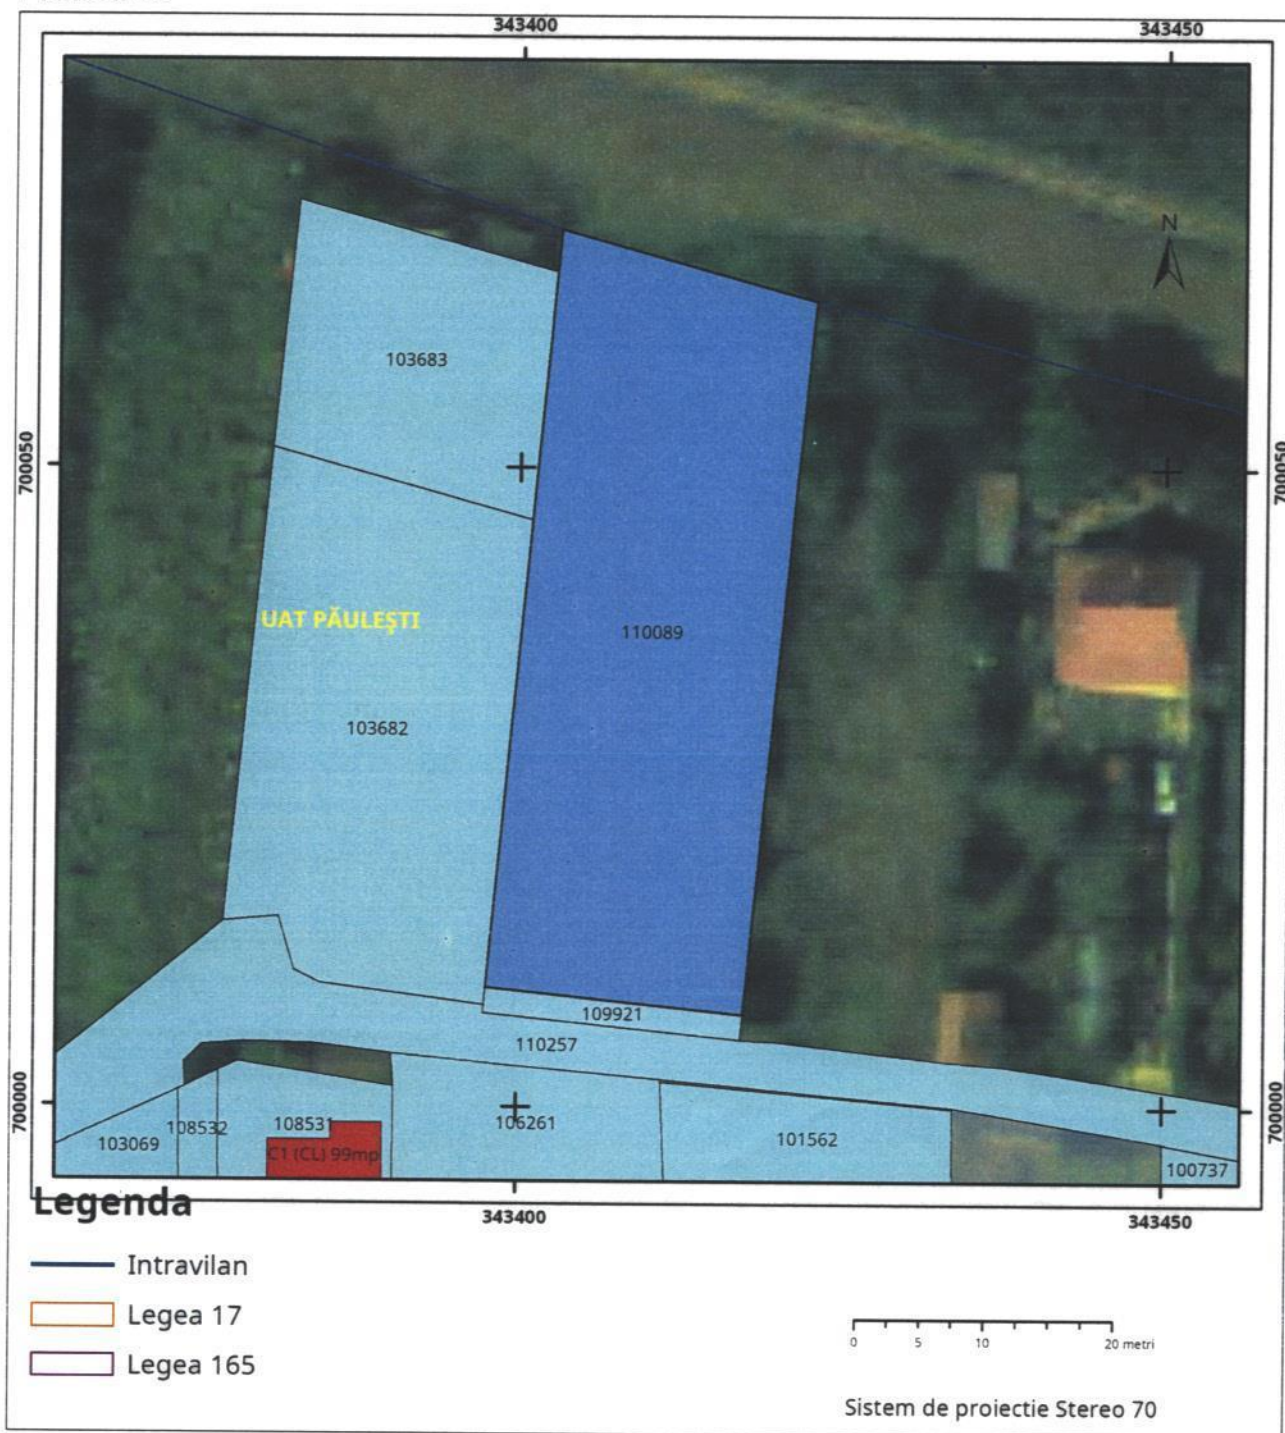 343400 343450
N
103683
700050 700050
UAT PĂULEŞTI
110089
103682
109921
110257
700000 700000
103069 108532 108531 106261 101562 100737
C1 (CL) 99mp
343400 343450
Legenda
Intravilan
Legea 17
Legea 165
0 5 10 20 metri
Sistem de proiectie Stereo 70